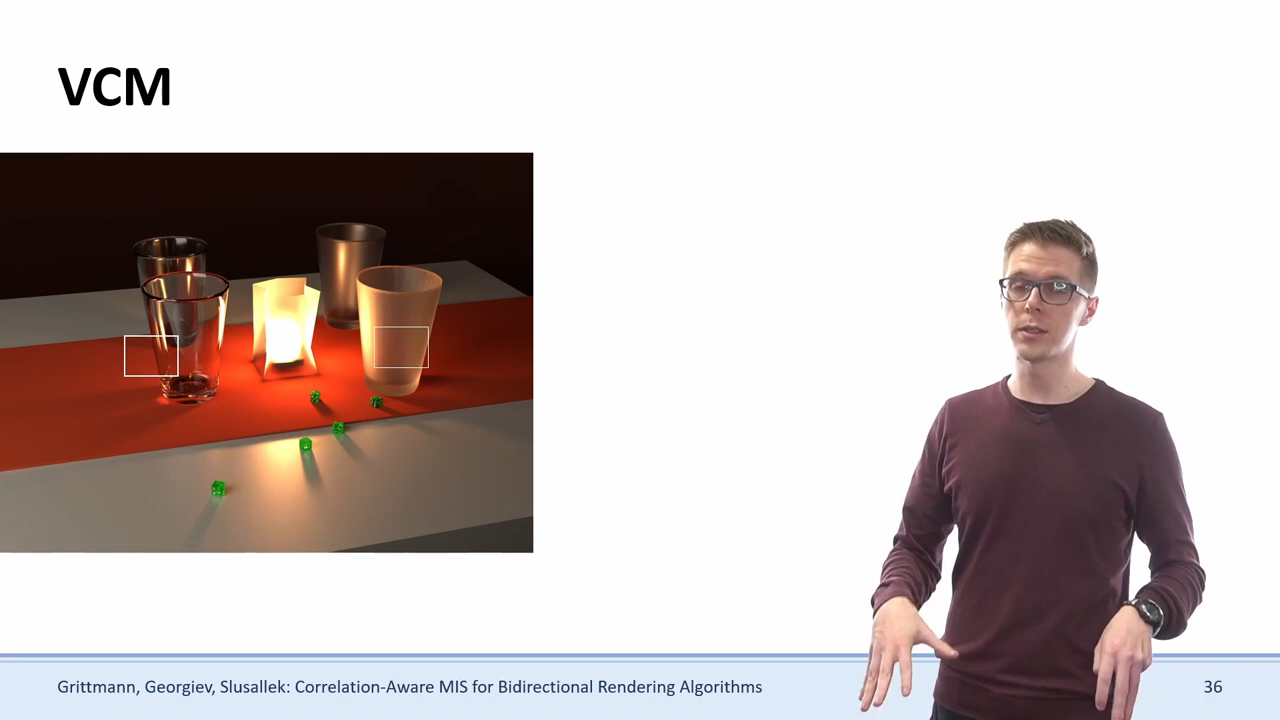 VCM
Grittmann, Georgiev, Slusallek: Correlation-Aware MIS for Bidirectional Rendering Algorithms
36